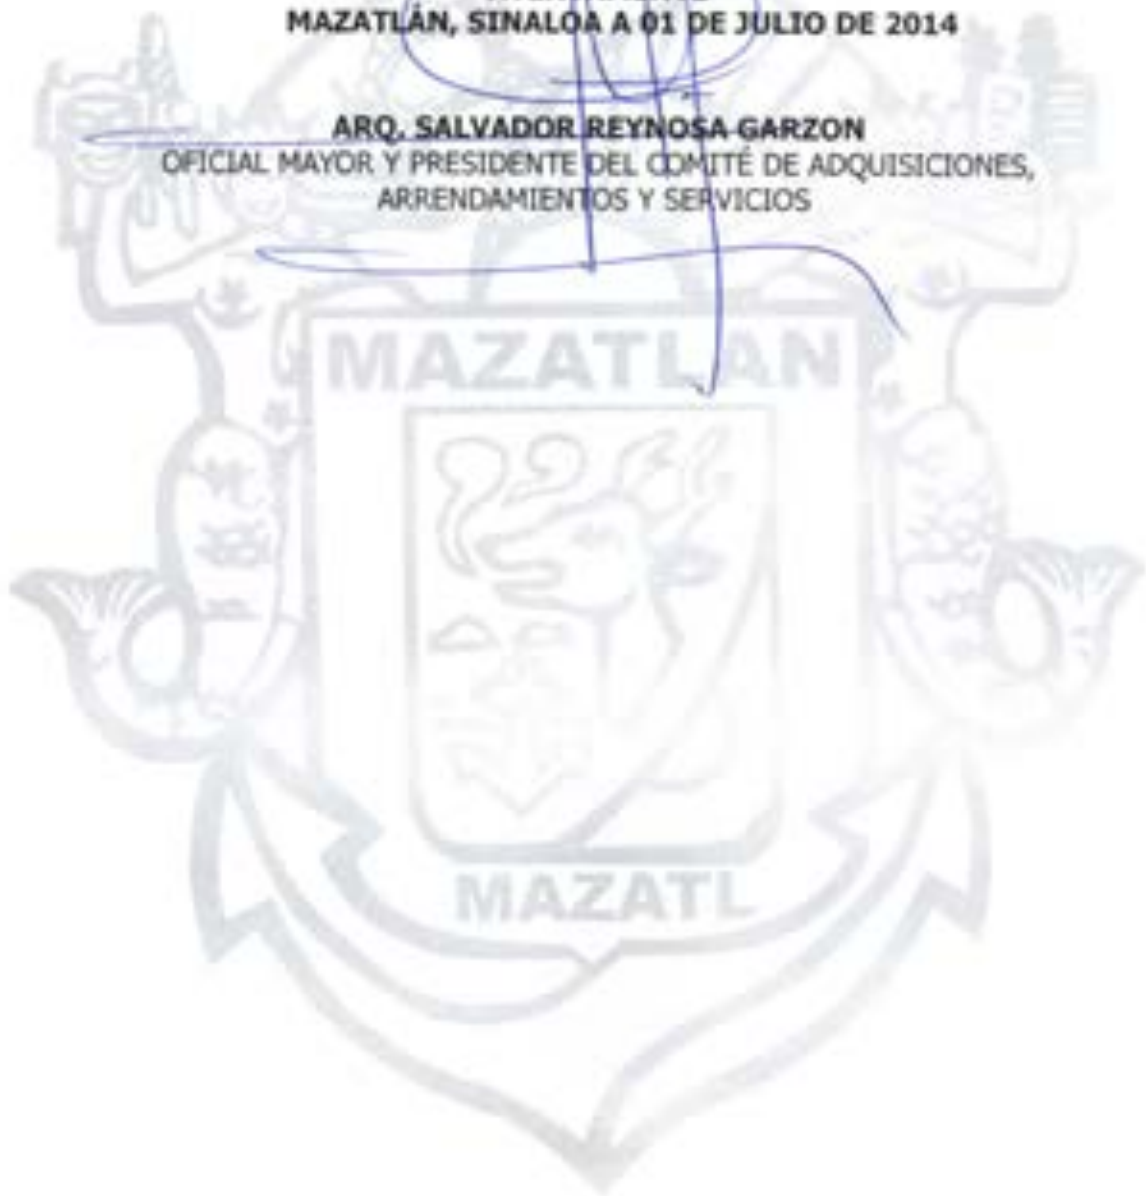 MAZATLÁN, SINALOA A 01 DE JULIO DE 2014
ARQ. SALVADOR REYNOSA GARZON
OFICIAL MAYOR Y PRESIDENTE DEL COMITÉ DE ADQUISICIONES,
ARRENDAMIENTOS Y SERVICIOS
MAZATLAN
MAZATL